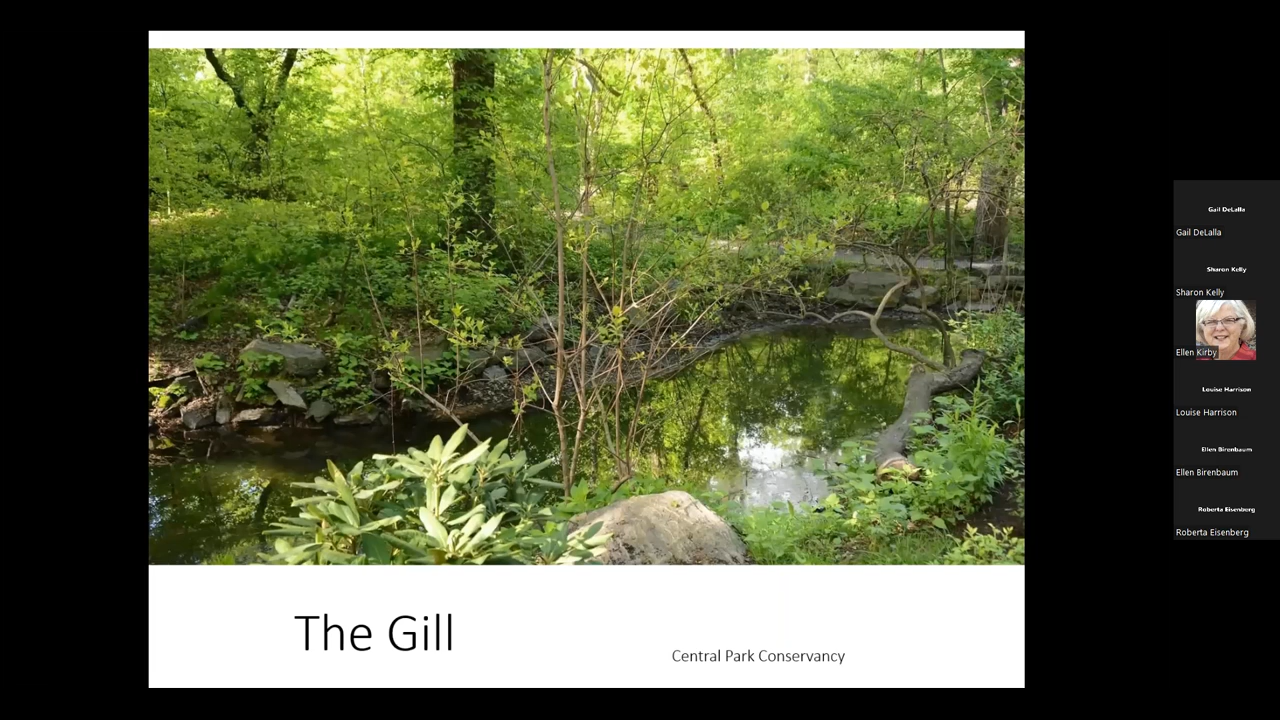 The Gill
Central Park Conservancy
Gail DeLalla
Gail DeLalla
Sharon Kelly
Sharon Kelly
Ellen Kirby
Louise Harrison
Louise Harrison
Ellen Birenbaum
Ellen Birenbaum
Roberta Eisenberg
Roberta Eisenberg